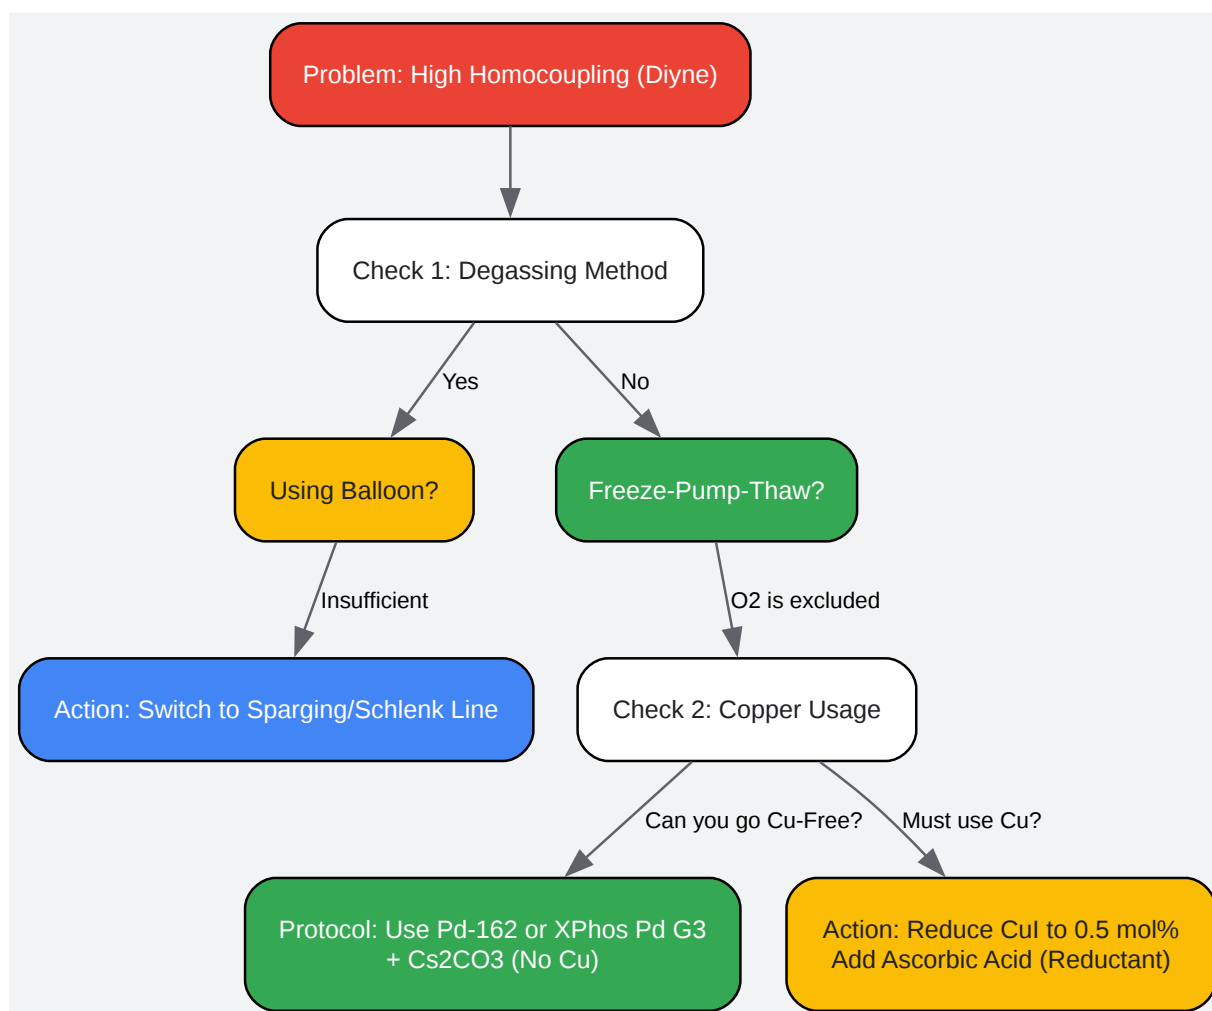 Problem: High Homocoupling (Diyne)
Check 1: Degassing Method
Yes
No
Using Balloon?
Freeze-Pump-Thaw?
Insufficient
O2 is excluded
Action: Switch to Sparging/Schlenk Line
Check 2: Copper Usage
Can you go Cu-Free?
Must use Cu?
Protocol: Use Pd-162 or XPhos Pd G3
+ Cs2CO3 (No Cu)
Action: Reduce CuI to 0.5 mol%
Add Ascorbic Acid (Reductant)